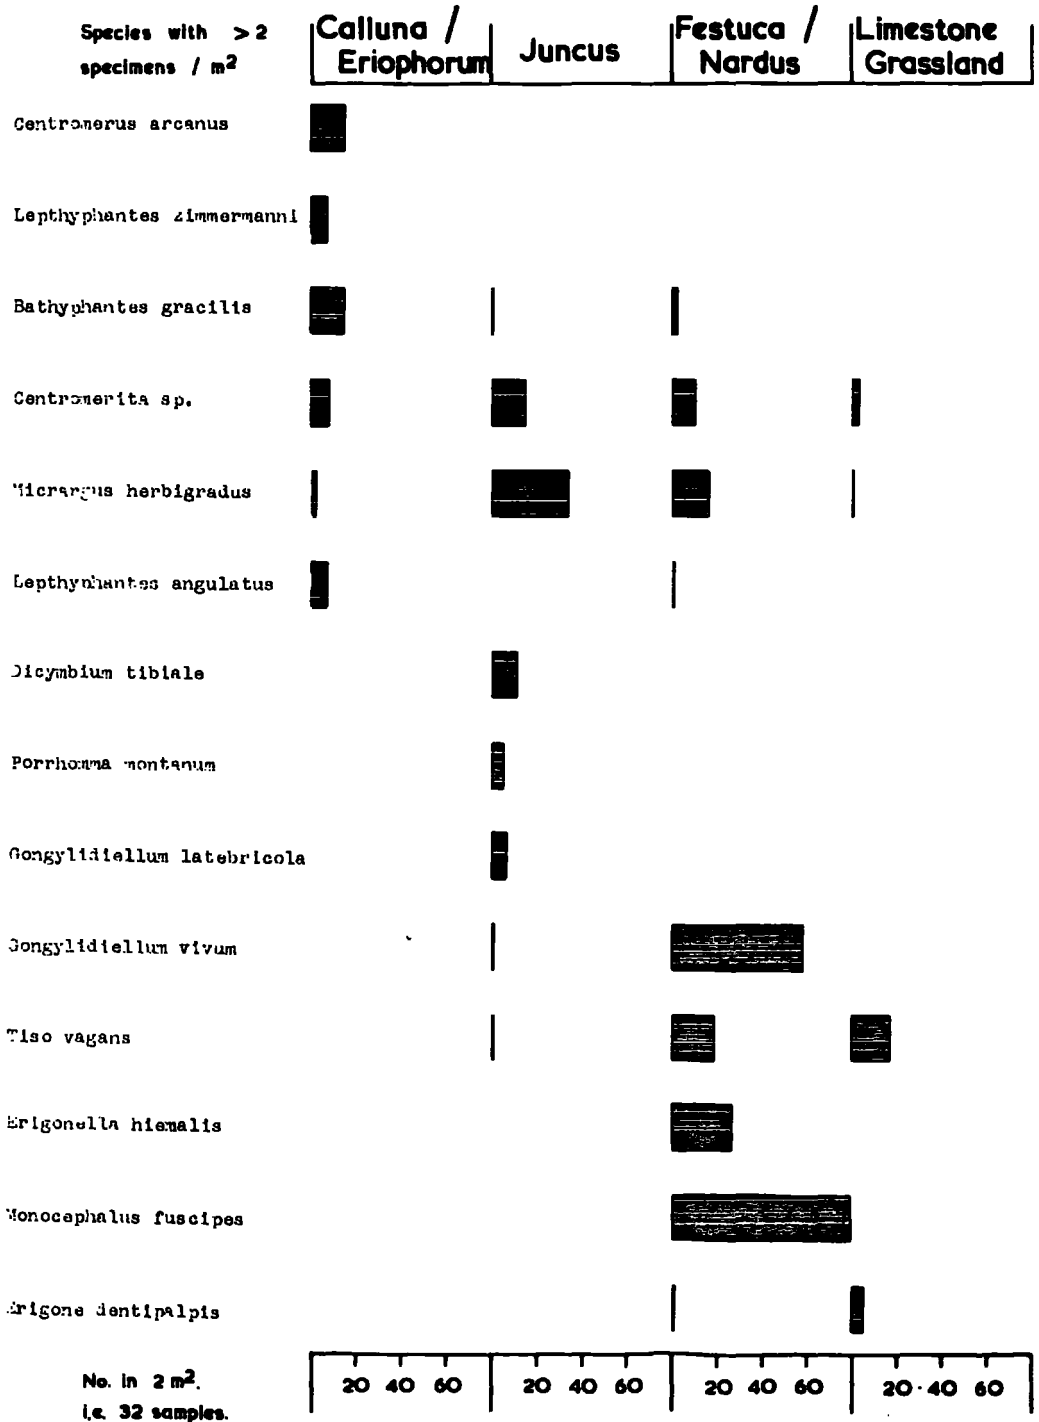 Species with > 2
specimens / m²
Calluna /
Eriophorum
Juncus
Festuca /
Nardus
Limestone
Grassland
Centromerus arcanus
Lepthyphantes zimmermanni
Bathyphantes gracilis
Centromerita sp.
Micrargus herbigradus
Lepthyphantes angulatus
Dicymbium tibiale
Porrhomma montanum
Gongylidiellum latebricola
Gongylidiellum vivum
Tiso vagans
Erigonella hiemalis
Monocephalus fuscipes
Erigone dentipalpis
No. in 2 m².
i.e. 32 samples.
20 40 60 20 40 60 20 40 60 20 40 60